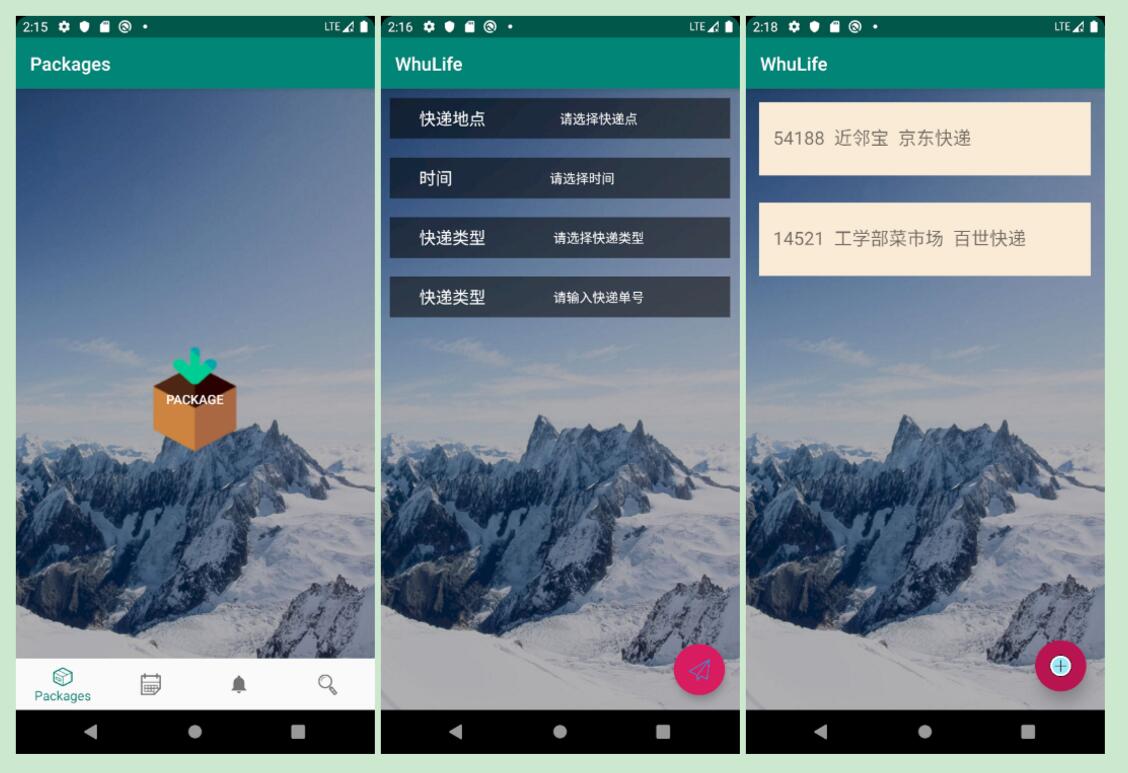 2:15 LTE
Packages
PACKAGE
Packages
2:16 LTE
WhuLife
快递地点 请选择快递点
时间 请选择时间
快递类型 请选择快递类型
快递类型 请输入快递单号
2:18 LTE
WhuLife
54188 近邻宝 京东快递
14521 工学部菜市场 百世快递